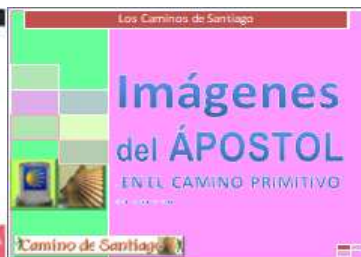 Los Caminos de Santiago
Imágenes
del ÁPOSTOL
EN EL CAMINO PRIMITIVO
Camino de Santiago